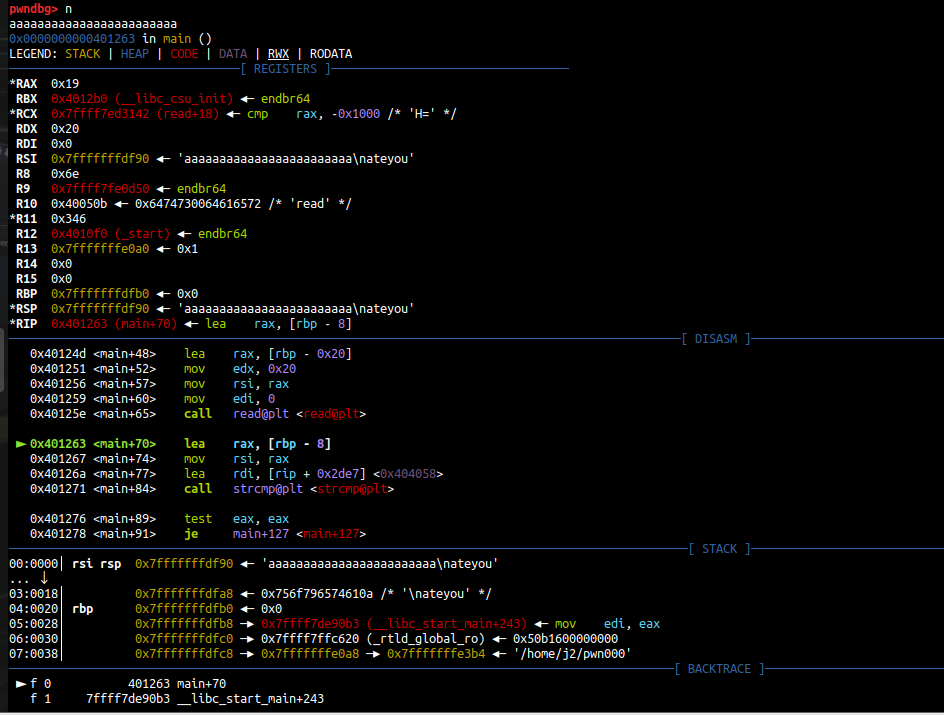 pwndbg> n
aaaaaaaaaaaaaaaaaaaaaaaa
0x0000000000401263 in main ()
LEGEND: STACK | HEAP | CODE | DATA | RWX | RODATA
[ REGISTERS ]
*RAX  0x19
 RBX  0x4012b0 (__libc_csu_init) ◂— endbr64
*RCX  0x7ffff7ed3142 (read+18) ◂— cmp    rax, -0x1000 /* 'H=' */
 RDX  0x20
 RDI  0x0
 RSI  0x7fffffffdf90 ◂— 'aaaaaaaaaaaaaaaaaaaaaaaa\nateyou'
 R8   0x6e
 R9   0x7ffff7fe0d50 ◂— endbr64
 R10  0x40050b ◂— 0x6474730064616572 /* 'read' */
*R11  0x346
 R12  0x4010f0 (_start) ◂— endbr64
 R13  0x7fffffffe0a0 ◂— 0x1
 R14  0x0
 R15  0x0
 RBP  0x7fffffffdfb0 ◂— 0x0
*RSP  0x7fffffffdf90 ◂— 'aaaaaaaaaaaaaaaaaaaaaaaa\nateyou'
*RIP  0x401263 (main+70) ◂— lea    rax, [rbp - 8]
[ DISASM ]
   0x40124d <main+48>    lea    rax, [rbp - 0x20]
   0x401251 <main+52>    mov    edx, 0x20
   0x401256 <main+57>    mov    rsi, rax
   0x401259 <main+60>    mov    edi, 0
   0x40125e <main+65>    call   read@plt <read@plt>
 ► 0x401263 <main+70>    lea    rax, [rbp - 8]
   0x401267 <main+74>    mov    rsi, rax
   0x40126a <main+77>    lea    rdi, [rip + 0x2de7] <0x404058>
   0x401271 <main+84>    call   strcmp@plt <strcmp@plt>
   0x401276 <main+89>    test   eax, eax
   0x401278 <main+91>    je     main+127 <main+127>
[ STACK ]
00:0000│ rsi rsp  0x7fffffffdf90 ◂— 'aaaaaaaaaaaaaaaaaaaaaaaa\nateyou'
... ↓
03:0018│          0x7fffffffdfa8 ◂— 0x756f796574610a /* '\nateyou' */
04:0020│ rbp      0x7fffffffdfb0 ◂— 0x0
05:0028│          0x7fffffffdfb8 —▸ 0x7ffff7de90b3 (__libc_start_main+243) ◂— mov    edi, eax
06:0030│          0x7fffffffdfc0 —▸ 0x7ffff7ffc620 (_rtld_global_ro) ◂— 0x50b1600000000
07:0038│          0x7fffffffdfc8 —▸ 0x7fffffffe0a8 —▸ 0x7fffffffe3b4 ◂— '/home/j2/pwn000'
[ BACKTRACE ]
 ► f 0           401263 main+70
   f 1     7ffff7de90b3 __libc_start_main+243